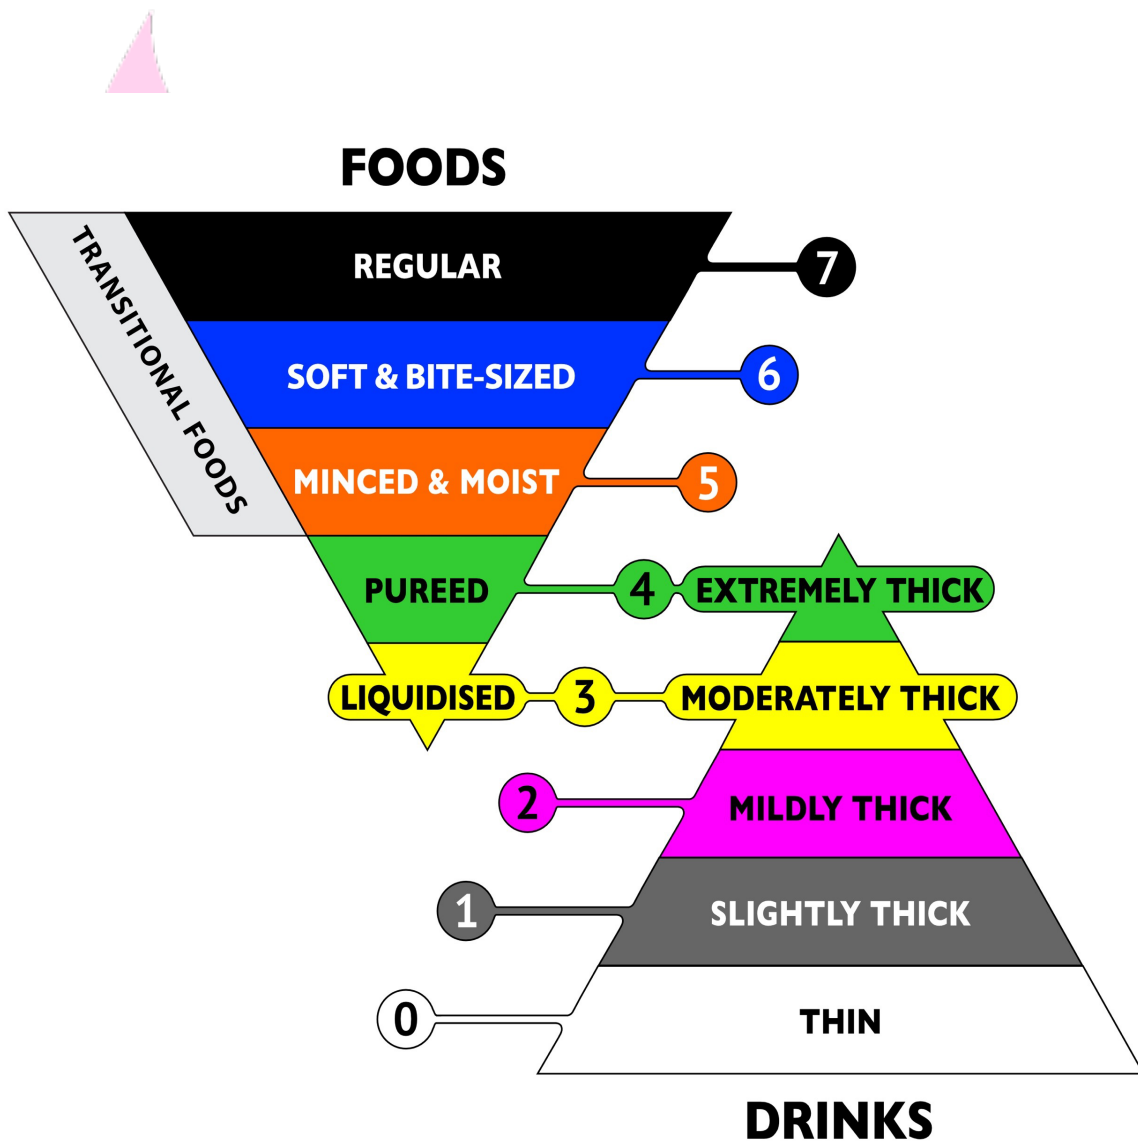 FOODS
TRANSITIONAL FOODS
REGULAR
7
SOFT & BITE-SIZED
6
MINCED & MOIST
5
PUREED
4
EXTREMELY THICK
LIQUIDISED
3
MODERATELY THICK
2
MILDLY THICK
1
SLIGHTLY THICK
0
THIN
DRINKS